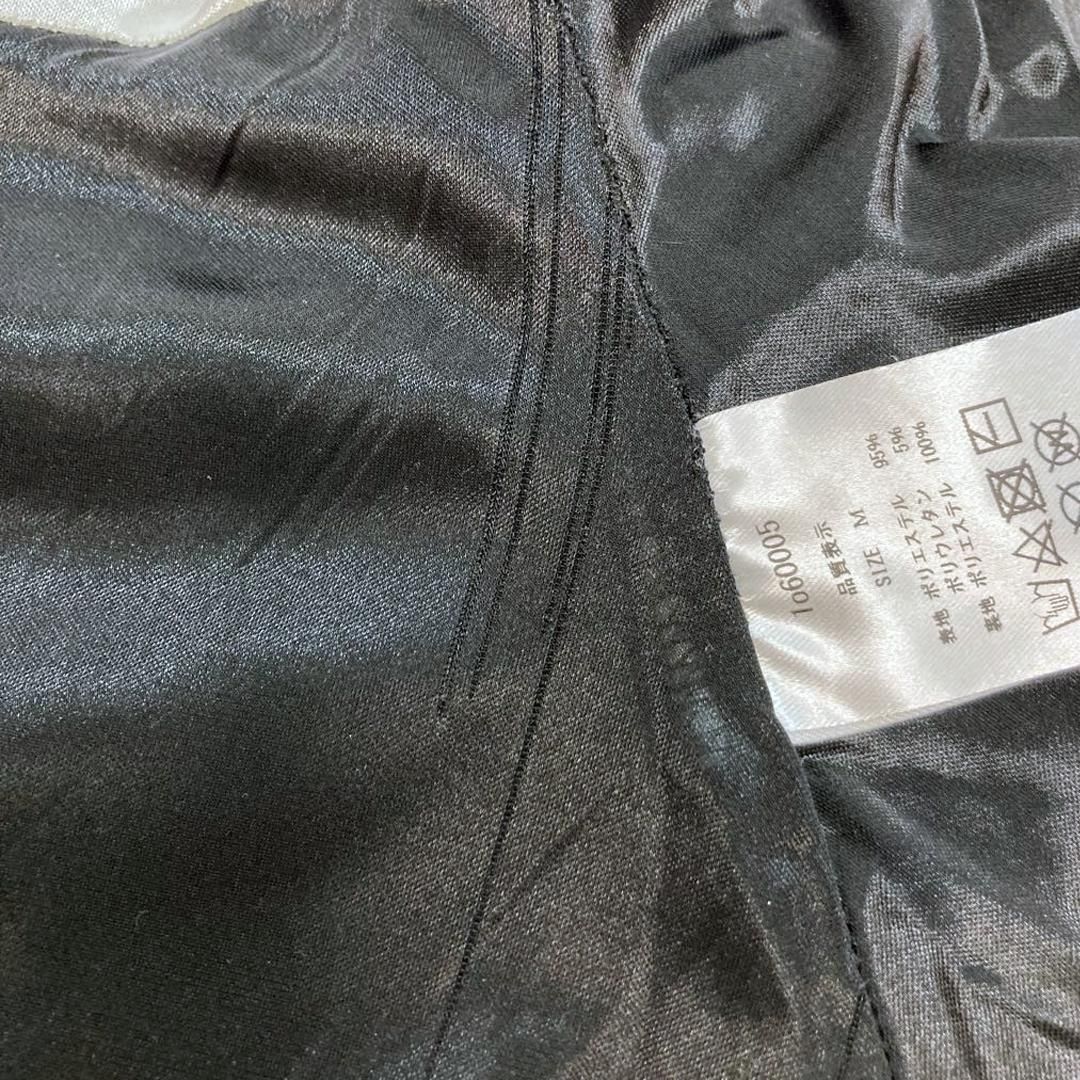 1o60005
品質表示
SIZE M
表地 ポリエステル 95%
ポリウレタン 5%
裏地 ポリエステル 100%